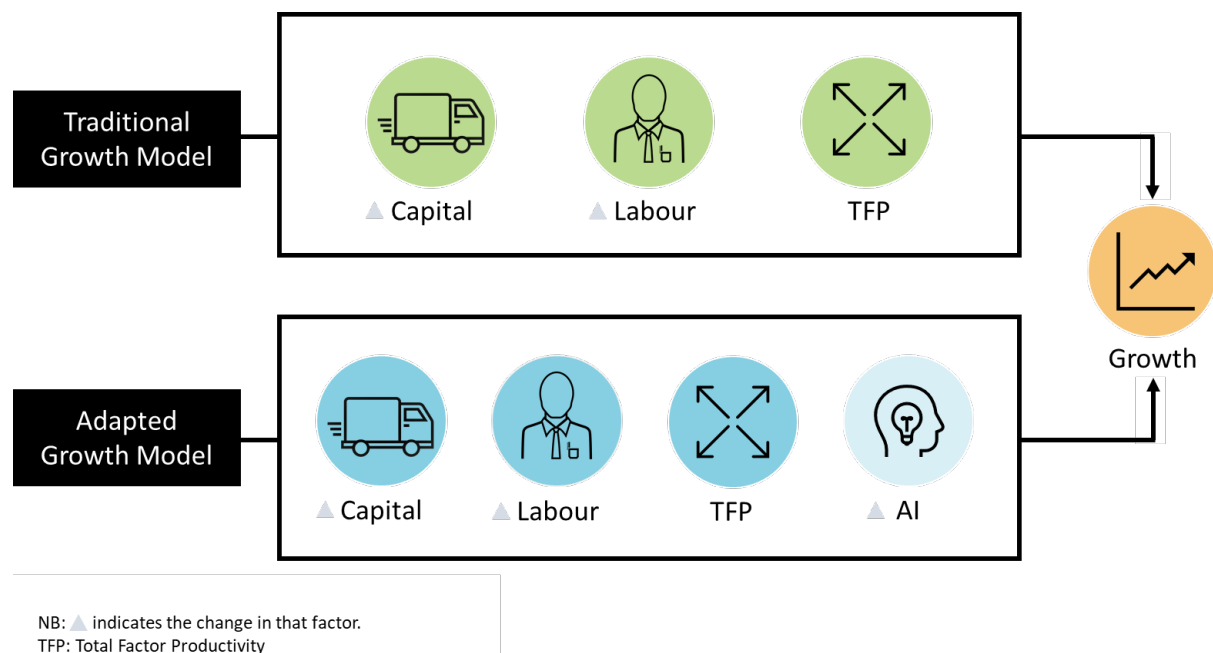 Traditional
Growth Model
Capital
Labour
TFP
Growth
Adapted
Growth Model
Capital
Labour
TFP
AI
NB: indicates the change in that factor.
TFP: Total Factor Productivity